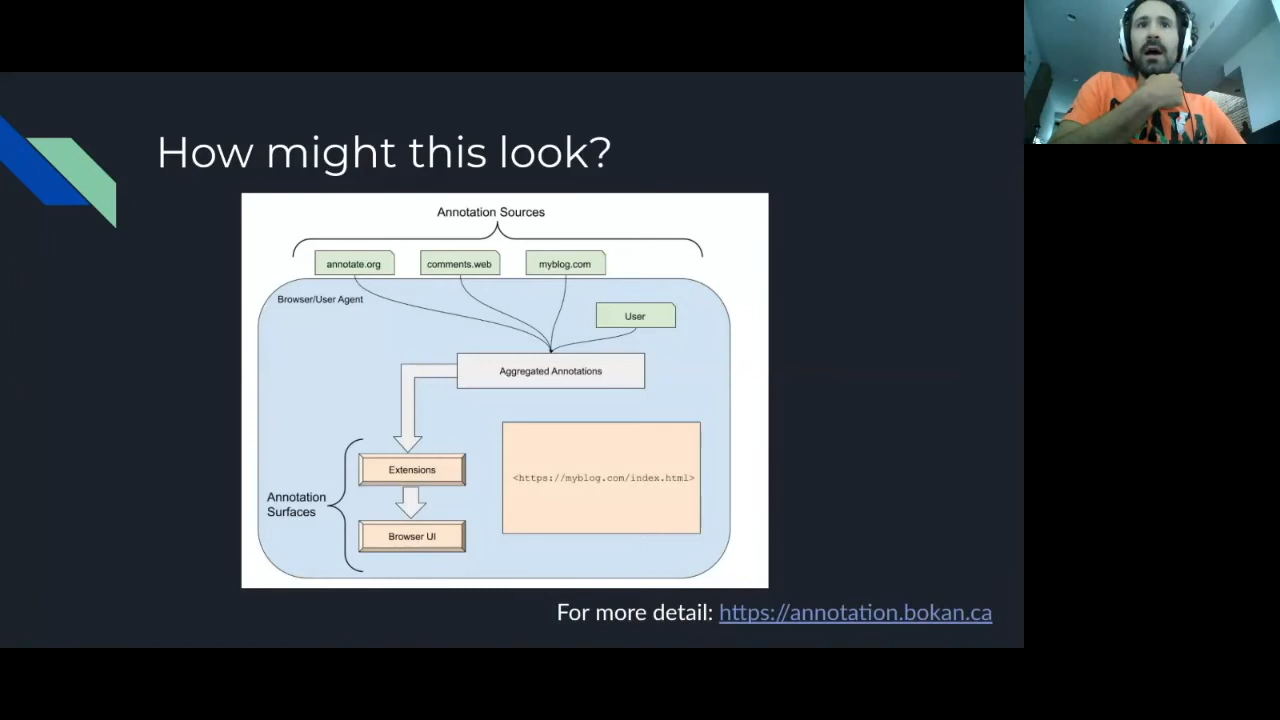 How might this look?
Annotation Sources
annotate.org
comments.web
myblog.com
Browser/User Agent
User
Aggregated Annotations
Extensions
<https://myblog.com/index.html>
Annotation
Surfaces
Browser UI
For more detail: https://annotation.bokan.ca